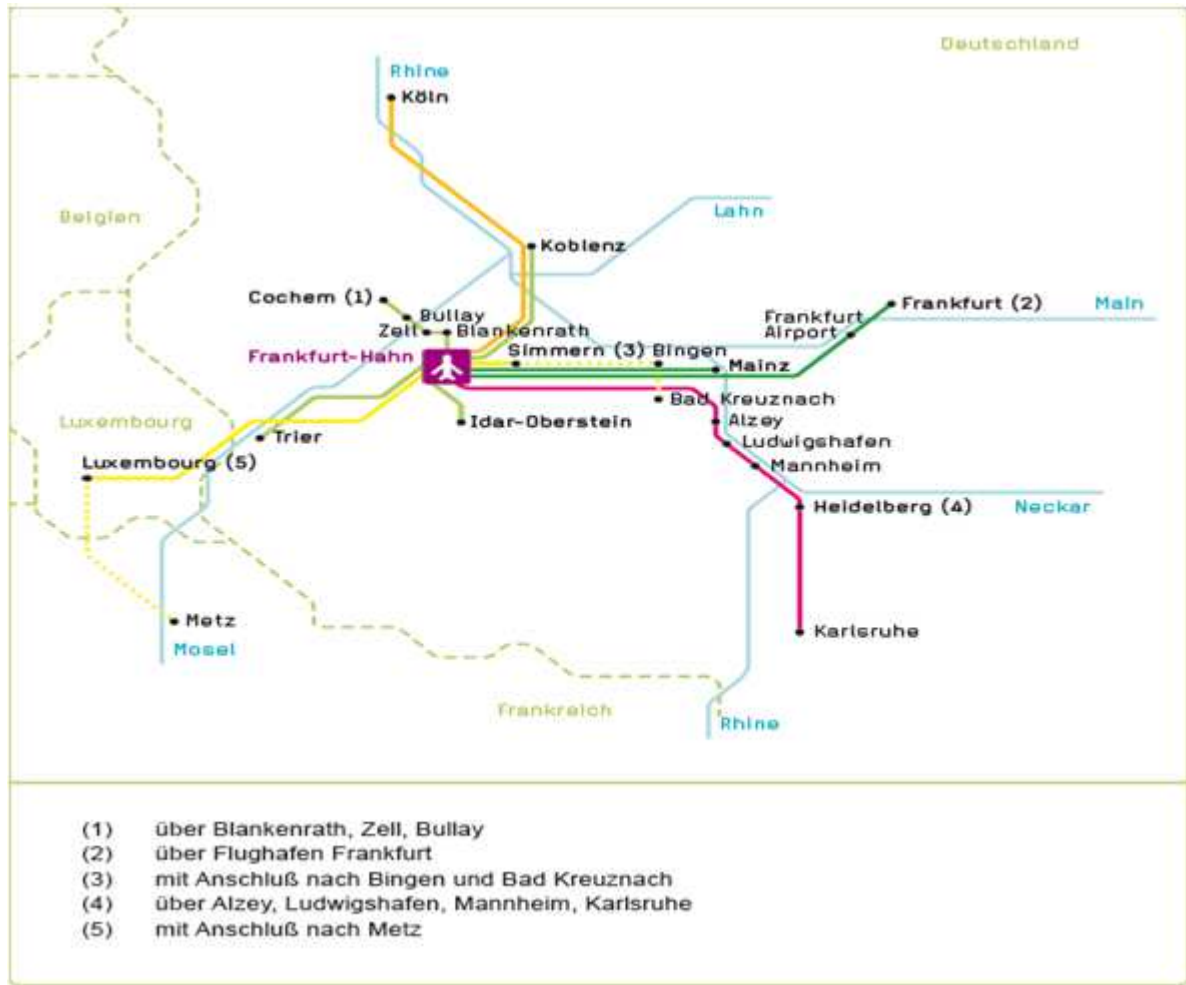 Deutschland
Rhine
Köln
Belgien
Lahn
Koblenz
Cochem (1)
Frankfurt (2)
Main
Bullay
Frankfurt
Airport
Zell
Blankenrath
Frankfurt-Hahn
Simmern (3)
Bingen
Mainz
Bad Kreuznach
Luxembourg
Trier
Idar-Oberstein
Alzey
Ludwigshafen
Luxembourg (5)
Mannheim
Heidelberg (4)
Neckar
Metz
Karlsruhe
Mosel
Frankreich
Rhine
(1) über Blankenrath, Zell, Bullay
(2) über Flughafen Frankfurt
(3) mit Anschluß nach Bingen und Bad Kreuznach
(4) über Alzey, Ludwigshafen, Mannheim, Karlsruhe
(5) mit Anschluß nach Metz